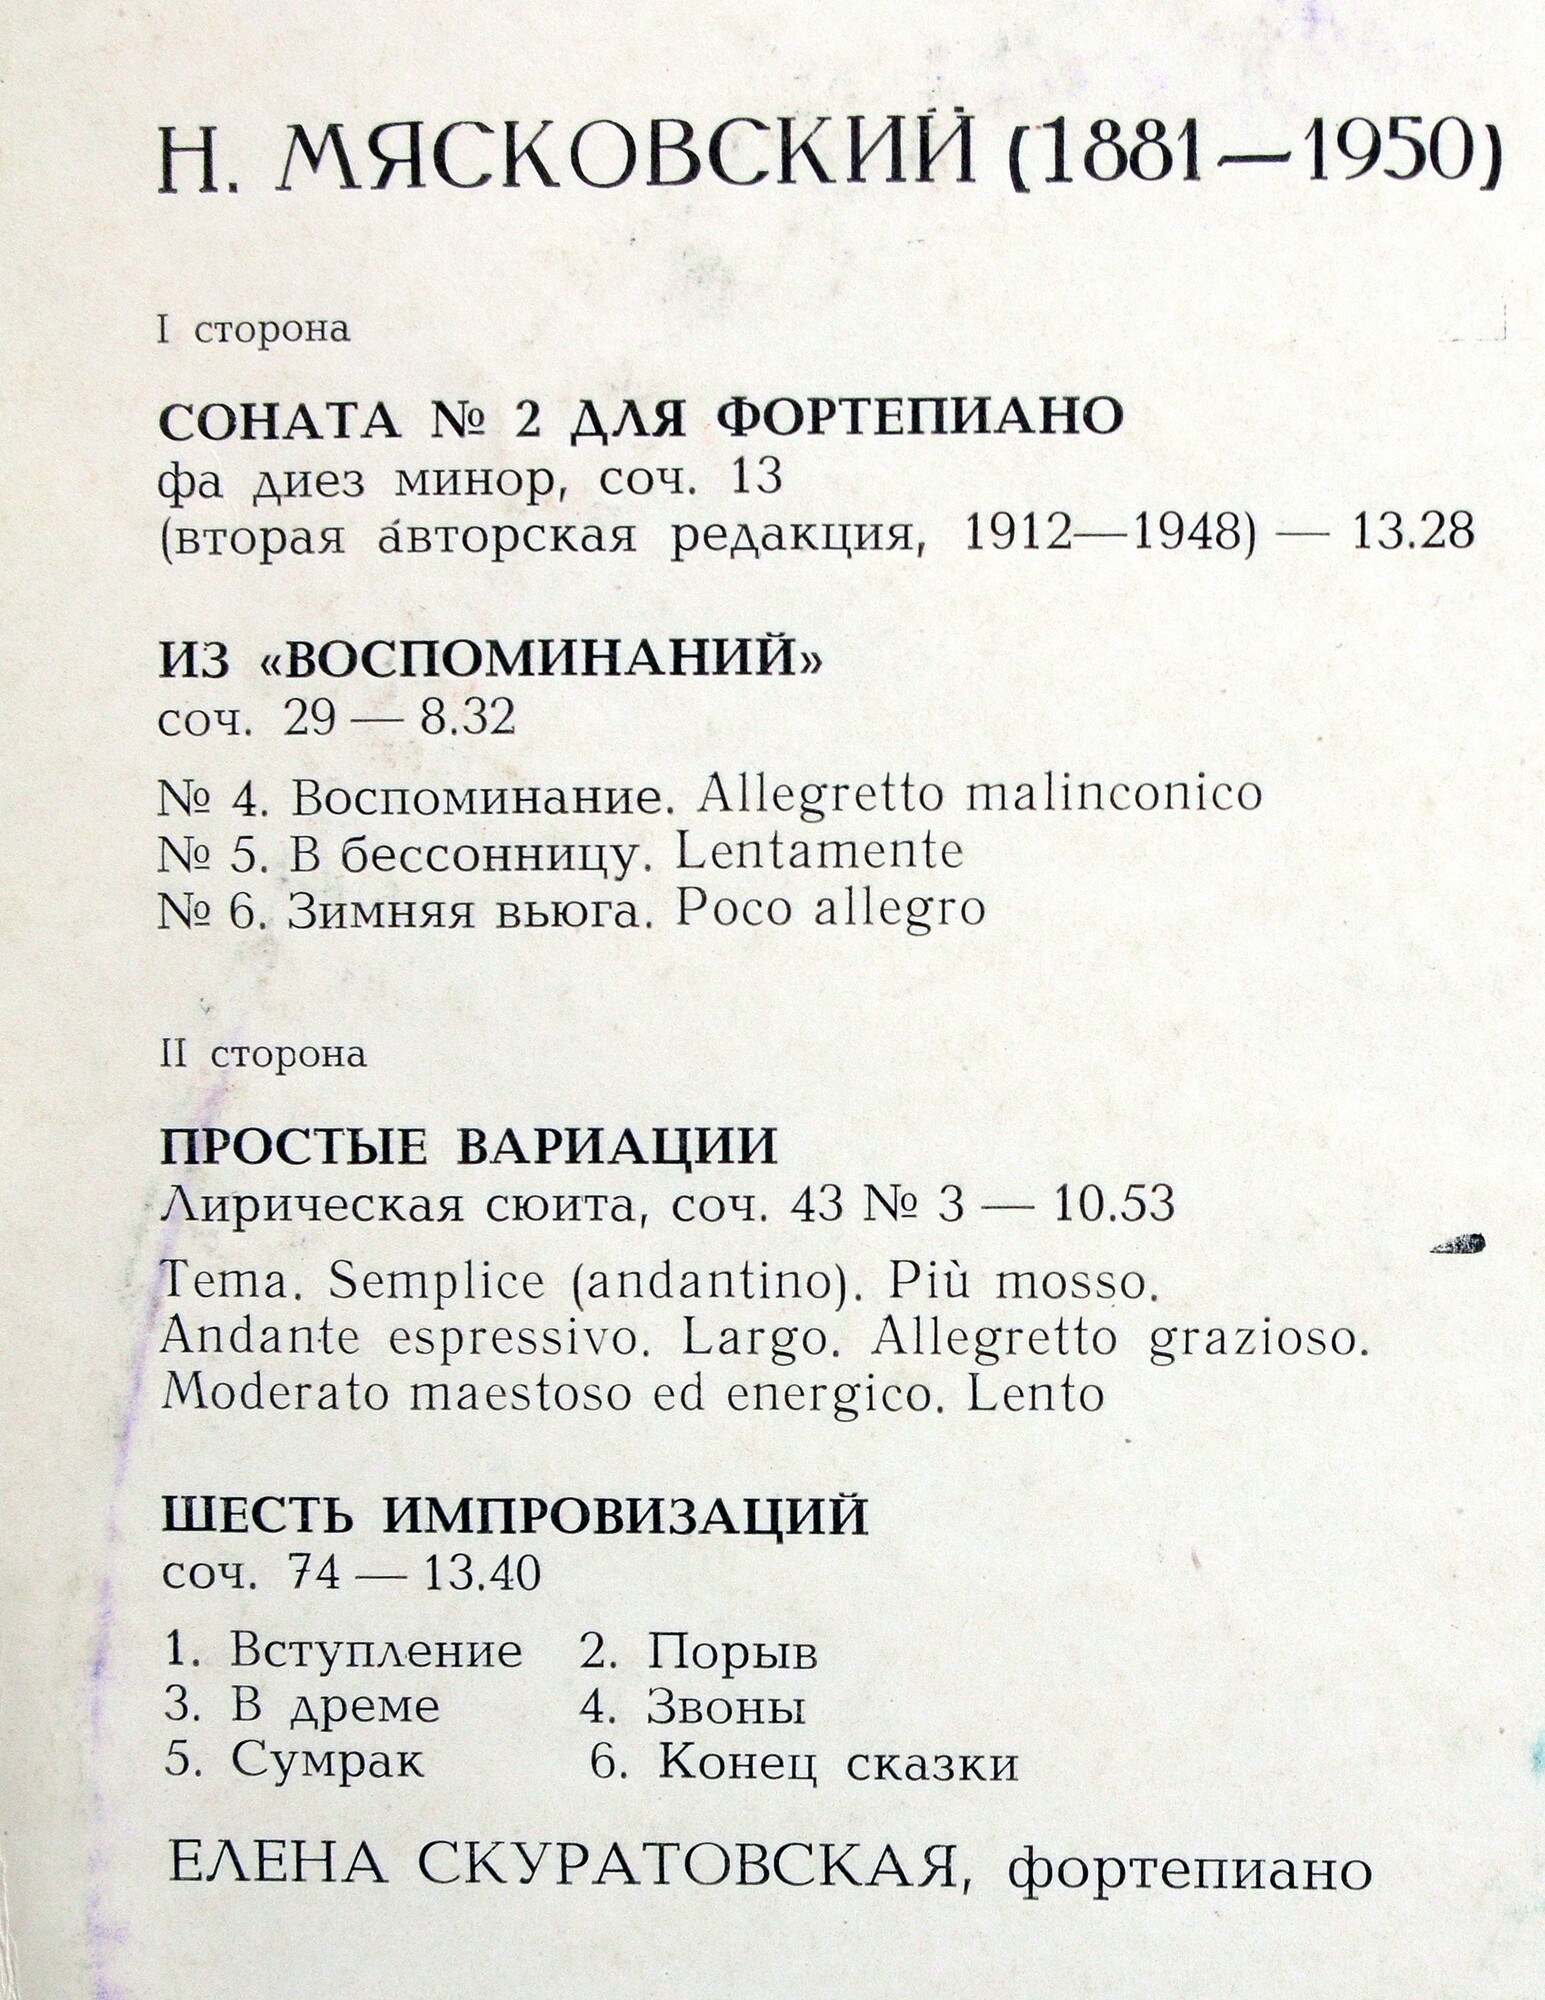 Н. МЯСКОВСКИЙ (1881—1950)
I сторона
СОНАТА № 2 ДЛЯ ФОРТЕПИАНО
фа диез минор, соч. 13
(вторая а́вторская редакция, 1912—1948) — 13.28
ИЗ «ВОСПОМИНАНИЙ»
соч. 29 — 8.32
№ 4. Воспоминание. Allegretto malinconico
№ 5. В бессонницу. Lentamente
№ 6. Зимняя вьюга. Poco allegro
II сторона
ПРОСТЫЕ ВАРИАЦИИ
Лирическая сюита, соч. 43 № 3 — 10.53
Tema. Semplice (andantino). Più mosso.
Andante espressivo. Largo. Allegretto grazioso.
Moderato maestoso ed energico. Lento
ШЕСТЬ ИМПРОВИЗАЦИЙ
соч. 74 — 13.40
1. Вступление 2. Порыв
3. В дреме 4. Звоны
5. Сумрак 6. Конец сказки
ЕЛЕНА СКУРАТОВСКАЯ, фортепиано